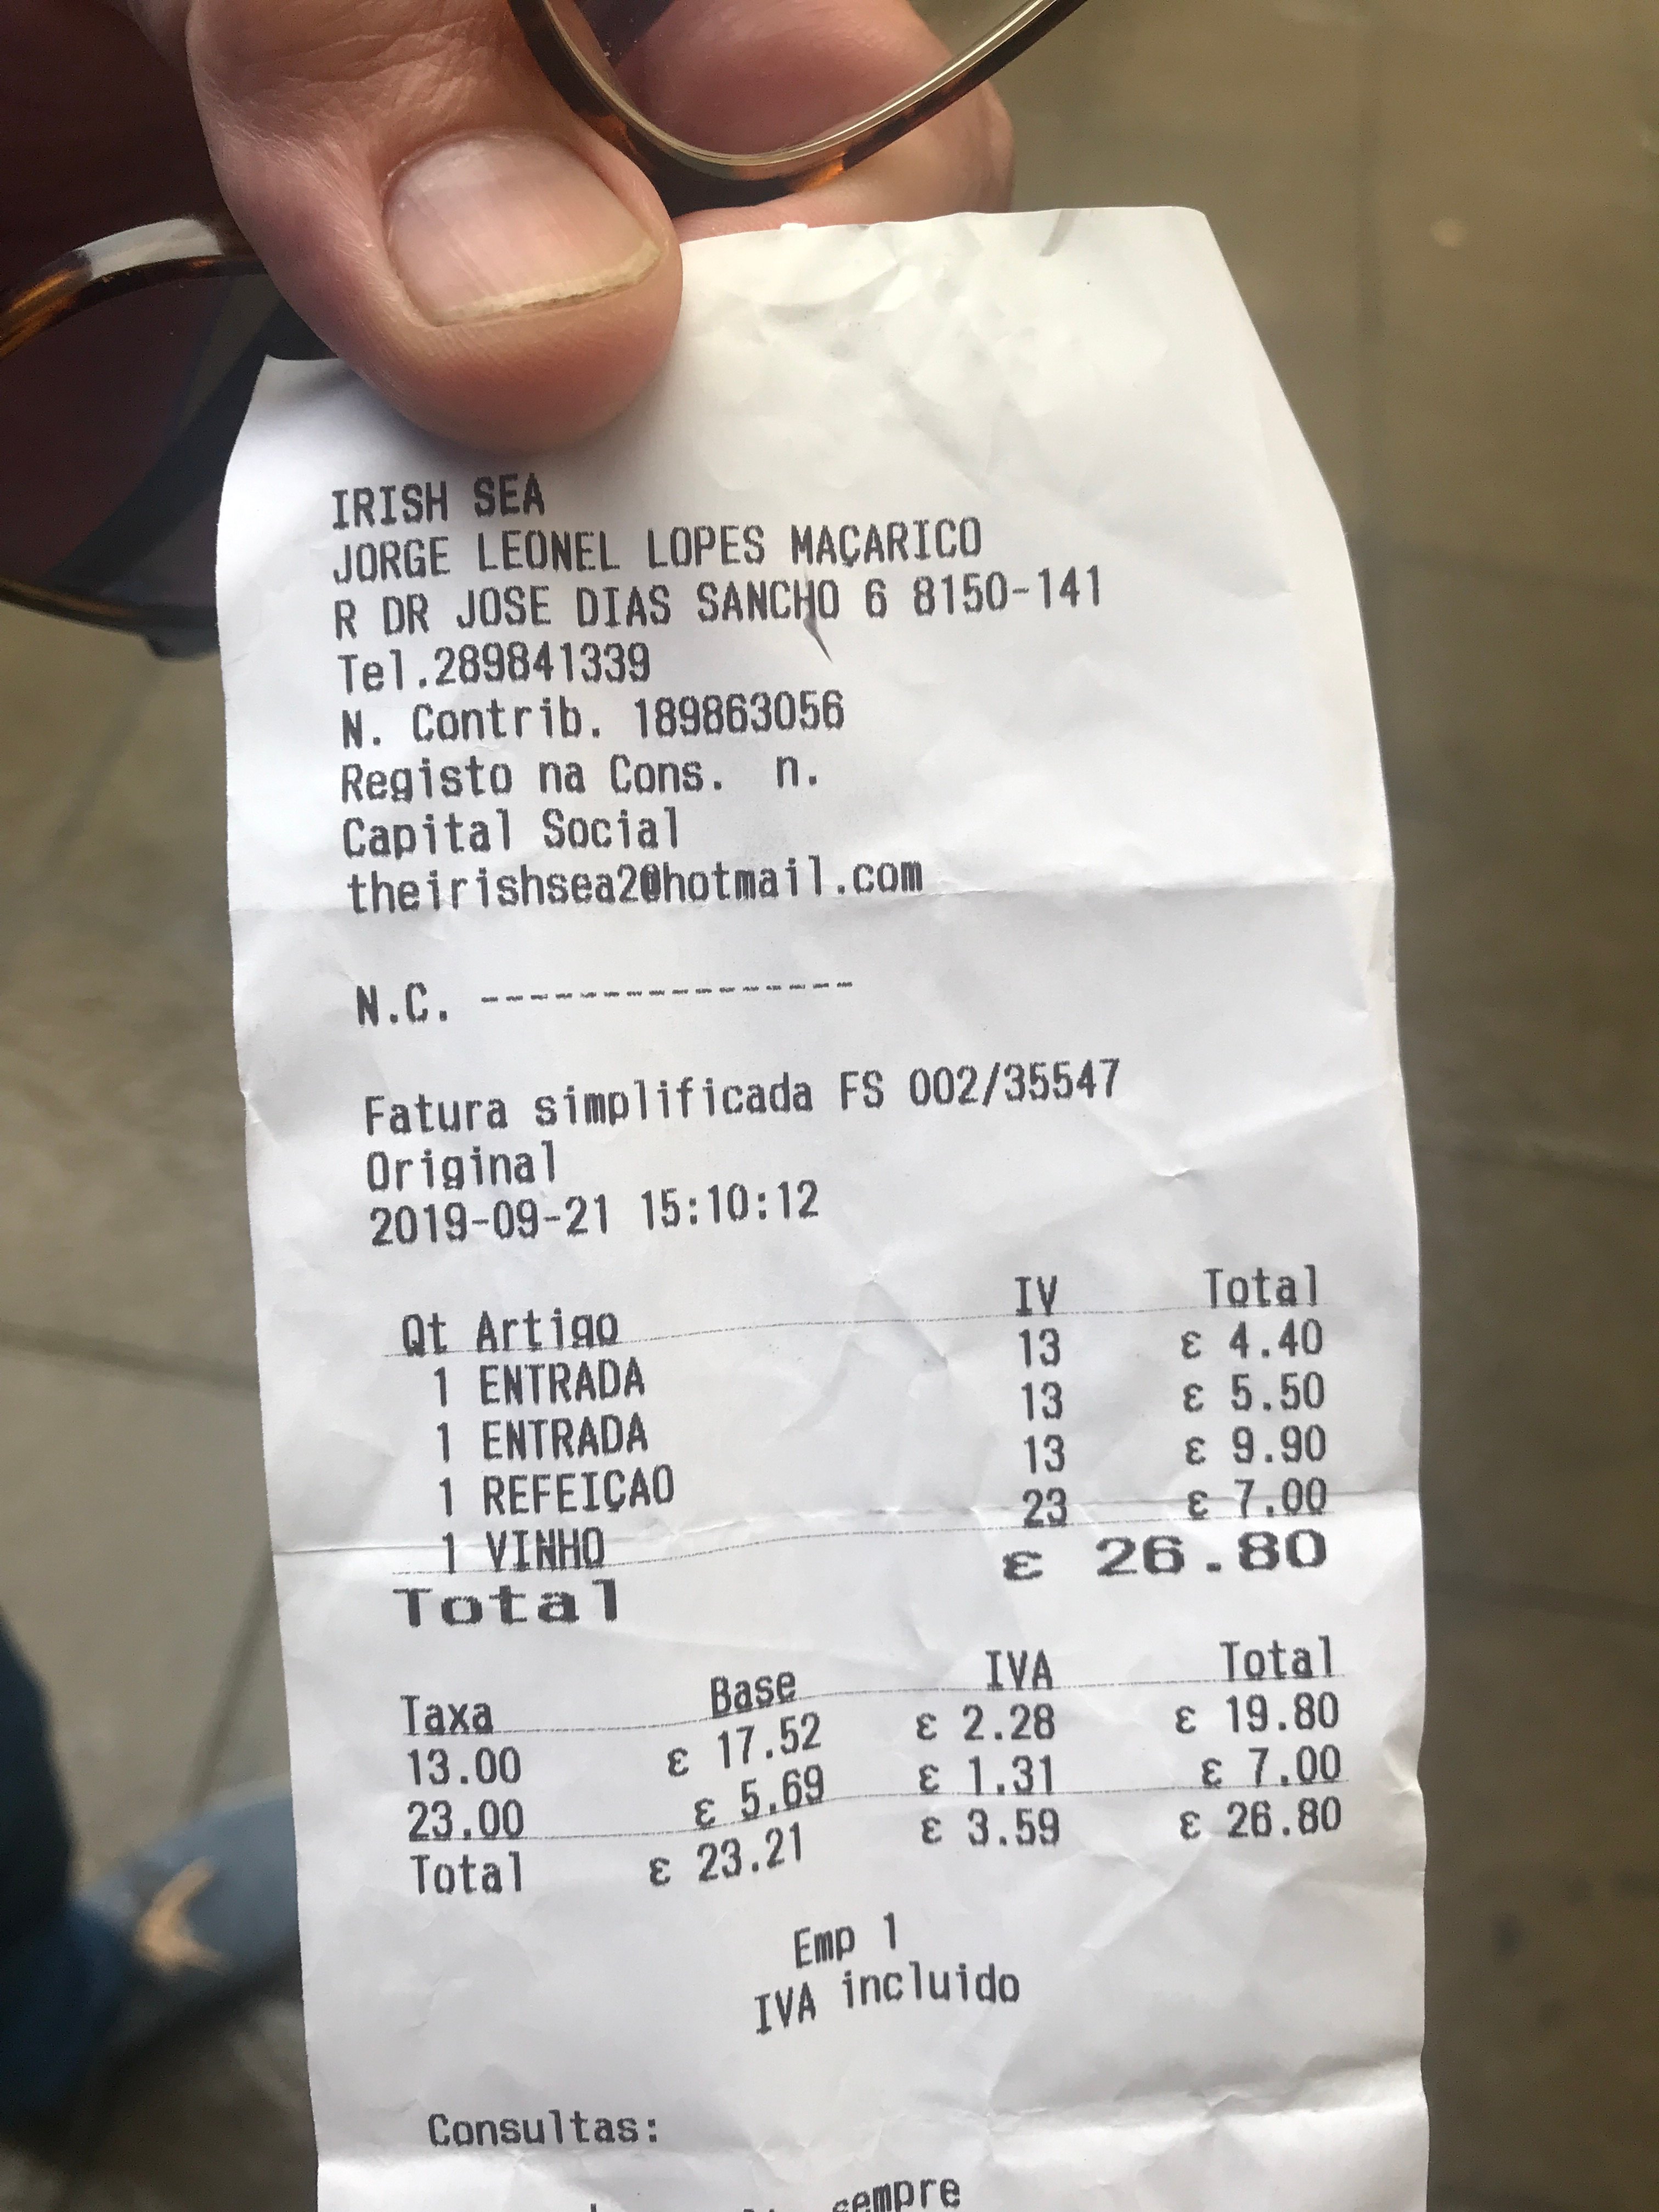 IRISH SEA
JORGE LEONEL LOPES MAÇARICO
R DR JOSE DIAS SANCHO 6 8150-141
Tel.289841339
N. Contrib. 189863056
Registo na Cons. n.
Capital Social
theirishsea2@hotmail.com
N.C. -----------------
Fatura simplificada FS 002/35547
Original
2019-09-21 15:10:12
Qt Artigo IV Total
1 ENTRADA 13 € 4.40
1 ENTRADA 13 € 5.50
1 REFEIÇAO 13 € 9.90
1 VINHO 23 € 7.00
Total € 26.80
Taxa Base IVA Total
13.00 € 17.52 € 2.28 € 19.80
23.00 € 5.69 € 1.31 € 7.00
Total € 23.21 € 3.59 € 26.80
Emp 1
IVA incluido
Consultas:
sempre